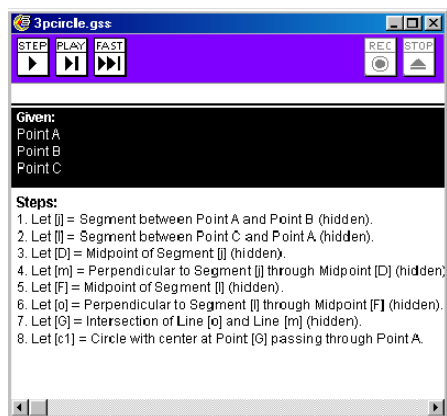 3pcircle.gss
STEP PLAY FAST REC STOP
Given:
Point A
Point B
Point C
Steps:
1. Let [j] = Segment between Point A and Point B (hidden).
2. Let [l] = Segment between Point C and Point A (hidden).
3. Let [D] = Midpoint of Segment [j] (hidden).
4. Let [m] = Perpendicular to Segment [j] through Midpoint [D] (hidden)
5. Let [F] = Midpoint of Segment [l] (hidden).
6. Let [o] = Perpendicular to Segment [l] through Midpoint [F] (hidden).
7. Let [G] = Intersection of Line [o] and Line [m] (hidden).
8. Let [c1] = Circle with center at Point [G] passing through Point A.